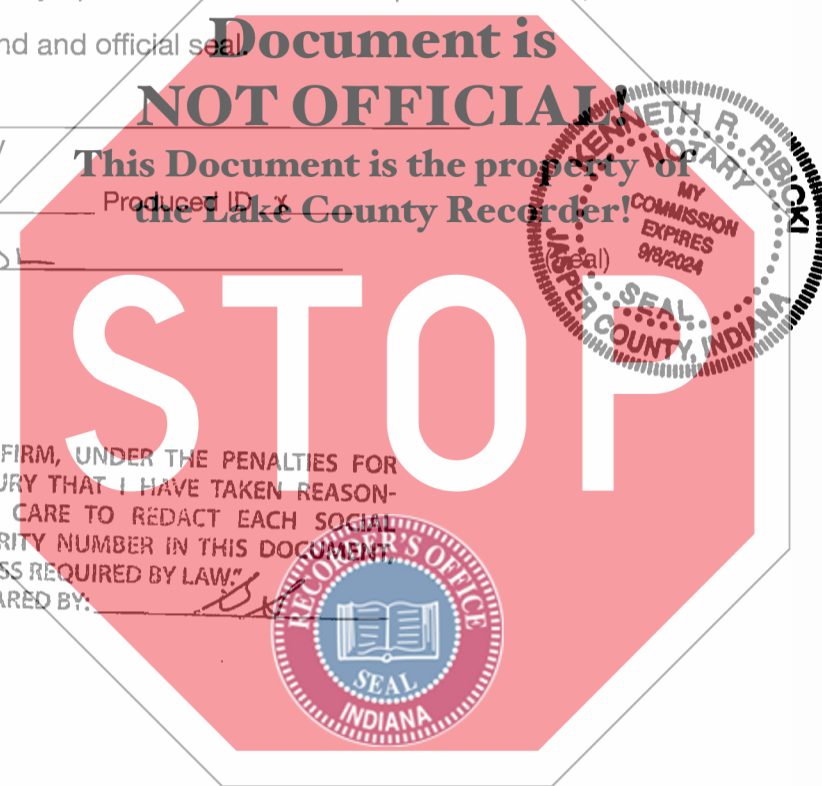 nd and official seal.
Document is
NOT OFFICIAL!
This Document is the property of
the Lake County Recorder!
Produced ID x
(Seal)
KENNETH R. RIBICKI
NOTARY
MY
COMMISSION
EXPIRES
9/8/2024
SEAL
JASPER COUNTY, INDIANA
STOP
FIRM, UNDER THE PENALTIES FOR
URY THAT I HAVE TAKEN REASON-
CARE TO REDACT EACH SOCIAL
RITY NUMBER IN THIS DOCUMENT,
SS REQUIRED BY LAW."
ARED BY:
RECORDER'S OFFICE
SEAL
INDIANA